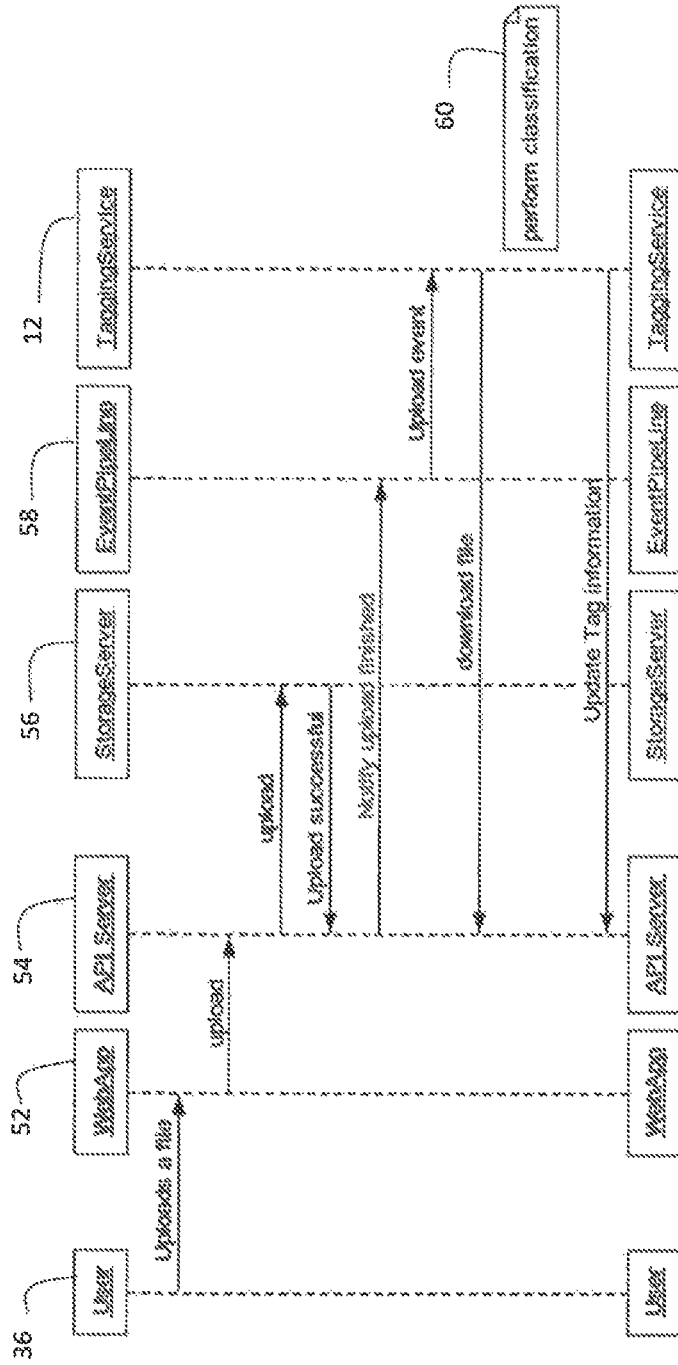 36
52
54
56
58
12
User
WebApp
API Server
StorageServer
EventPipeLine
TaggingService
Uploads a file
upload
upload
Upload successful
Notify upload finished
Upload event
download file
60
perform classification
Update Tag information
User
WebApp
API Server
StorageServer
EventPipeLine
TaggingService